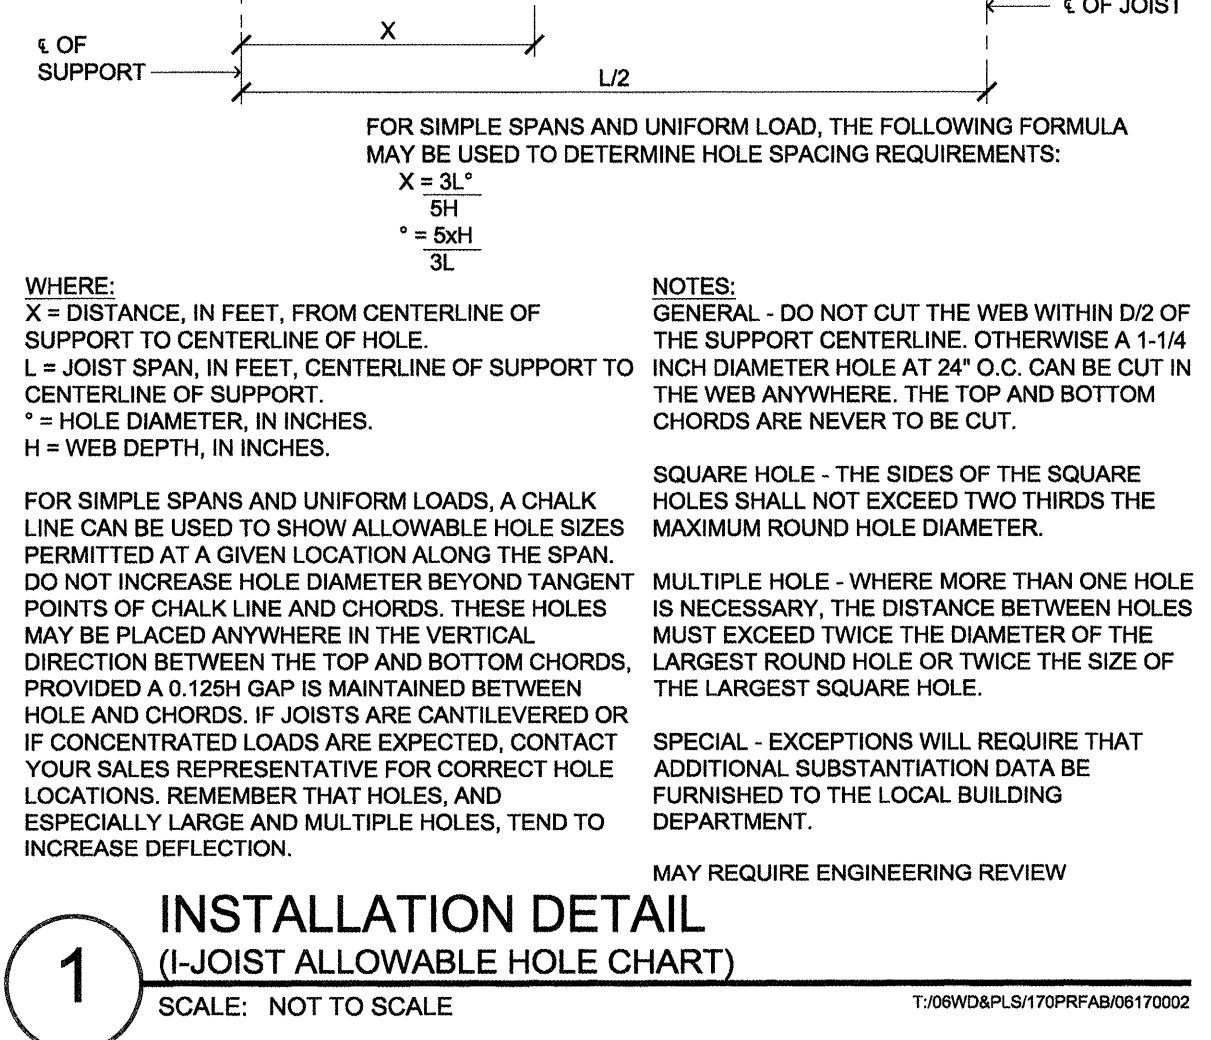 ℄ OF JOIST
℄ OF
SUPPORT
X
L/2
FOR SIMPLE SPANS AND UNIFORM LOAD, THE FOLLOWING FORMULA
MAY BE USED TO DETERMINE HOLE SPACING REQUIREMENTS:
X = 3L°
5H
° = 5xH
3L
WHERE:
X = DISTANCE, IN FEET, FROM CENTERLINE OF
SUPPORT TO CENTERLINE OF HOLE.
L = JOIST SPAN, IN FEET, CENTERLINE OF SUPPORT TO
CENTERLINE OF SUPPORT.
° = HOLE DIAMETER, IN INCHES.
H = WEB DEPTH, IN INCHES.
FOR SIMPLE SPANS AND UNIFORM LOADS, A CHALK
LINE CAN BE USED TO SHOW ALLOWABLE HOLE SIZES
PERMITTED AT A GIVEN LOCATION ALONG THE SPAN.
DO NOT INCREASE HOLE DIAMETER BEYOND TANGENT
POINTS OF CHALK LINE AND CHORDS. THESE HOLES
MAY BE PLACED ANYWHERE IN THE VERTICAL
DIRECTION BETWEEN THE TOP AND BOTTOM CHORDS,
PROVIDED A 0.125H GAP IS MAINTAINED BETWEEN
HOLE AND CHORDS. IF JOISTS ARE CANTILEVERED OR
IF CONCENTRATED LOADS ARE EXPECTED, CONTACT
YOUR SALES REPRESENTATIVE FOR CORRECT HOLE
LOCATIONS. REMEMBER THAT HOLES, AND
ESPECIALLY LARGE AND MULTIPLE HOLES, TEND TO
INCREASE DEFLECTION.
NOTES:
GENERAL - DO NOT CUT THE WEB WITHIN D/2 OF
THE SUPPORT CENTERLINE. OTHERWISE A 1-1/4
INCH DIAMETER HOLE AT 24" O.C. CAN BE CUT IN
THE WEB ANYWHERE. THE TOP AND BOTTOM
CHORDS ARE NEVER TO BE CUT.
SQUARE HOLE - THE SIDES OF THE SQUARE
HOLES SHALL NOT EXCEED TWO THIRDS THE
MAXIMUM ROUND HOLE DIAMETER.
MULTIPLE HOLE - WHERE MORE THAN ONE HOLE
IS NECESSARY, THE DISTANCE BETWEEN HOLES
MUST EXCEED TWICE THE DIAMETER OF THE
LARGEST ROUND HOLE OR TWICE THE SIZE OF
THE LARGEST SQUARE HOLE.
SPECIAL - EXCEPTIONS WILL REQUIRE THAT
ADDITIONAL SUBSTANTIATION DATA BE
FURNISHED TO THE LOCAL BUILDING
DEPARTMENT.
MAY REQUIRE ENGINEERING REVIEW
1
INSTALLATION DETAIL
(I-JOIST ALLOWABLE HOLE CHART)
SCALE: NOT TO SCALE
T:/06WD&PLS/170PRFAB/06170002